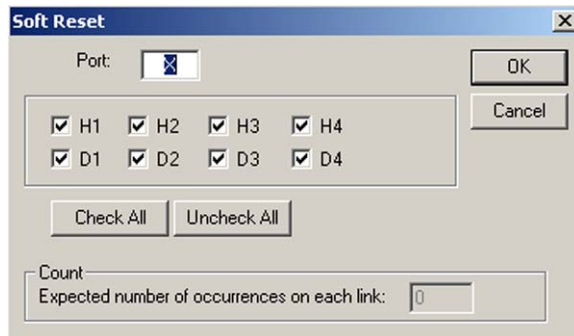 Soft Reset
Port: X
OK
Cancel
H1 H2 H3 H4
D1 D2 D3 D4
Check All Uncheck All
Count
Expected number of occurrences on each link: 0